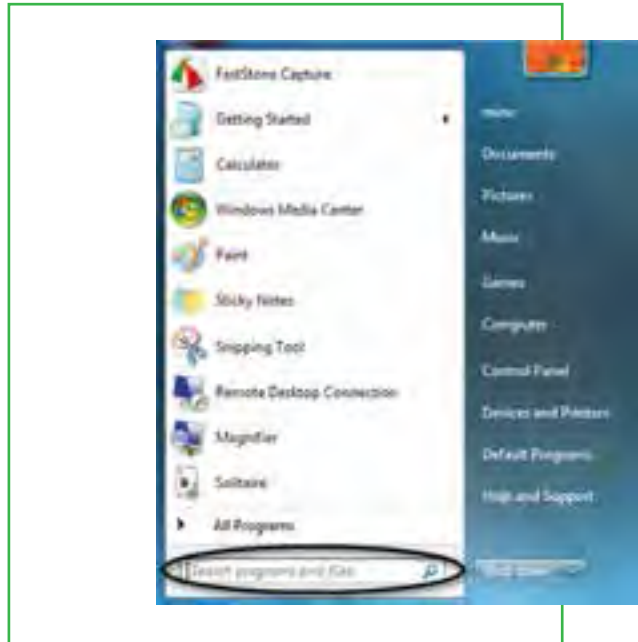 FastStone Capture
Getting Started
Calculator
Windows Media Center
Paint
Sticky Notes
Snipping Tool
Remote Desktop Connection
Magnifier
Solitaire
All Programs
Search programs and files
Documents
Pictures
Music
Games
Computer
Control Panel
Devices and Printers
Default Programs
Help and Support